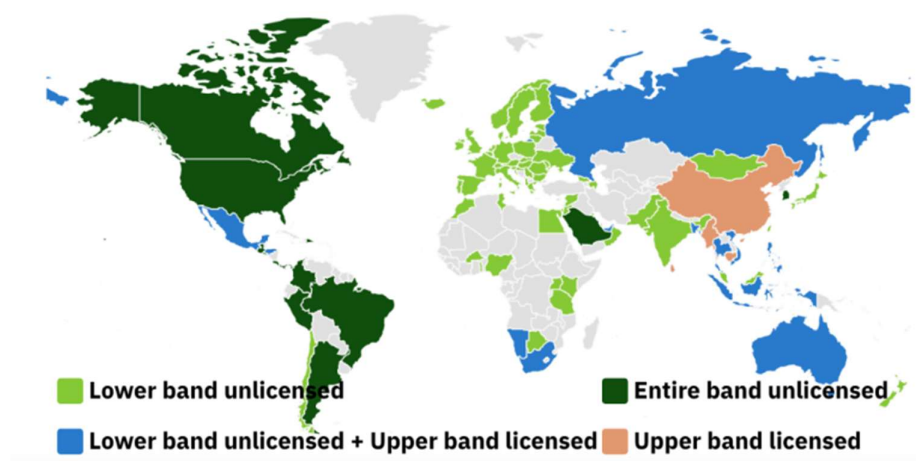 Lower band unlicensed
Entire band unlicensed
Lower band unlicensed + Upper band licensed
Upper band licensed